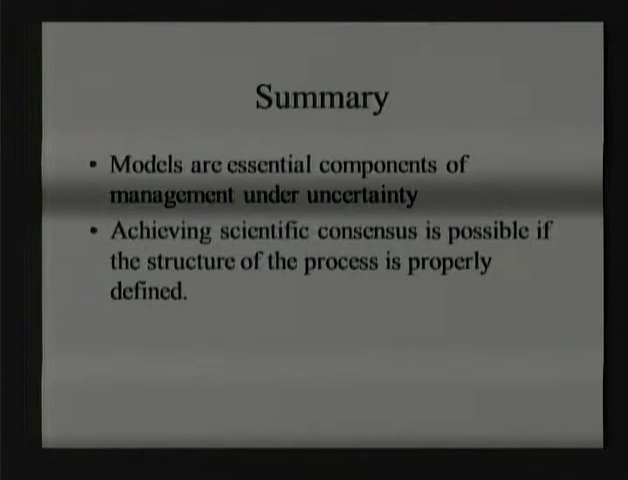 Summary
• Models are essential components of
management under uncertainty
• Achieving scientific consensus is possible if
the structure of the process is properly
defined.